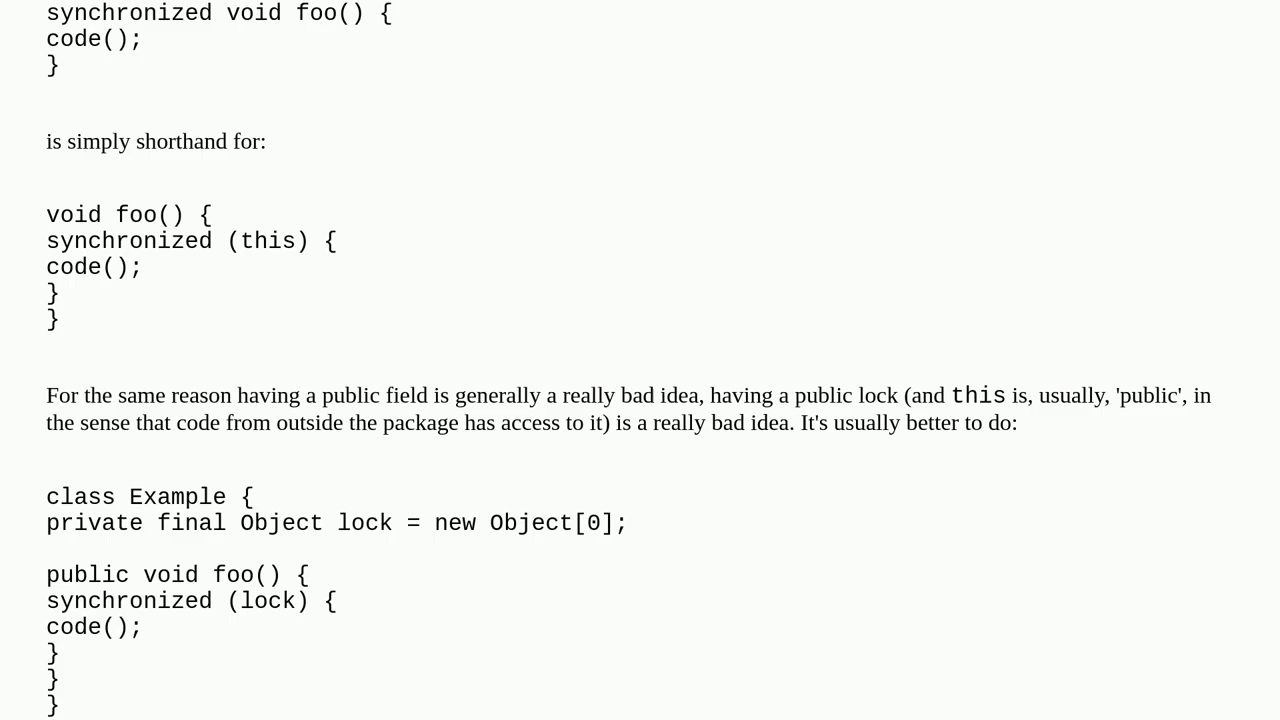 synchronized void foo() {
code();
}
is simply shorthand for:
void foo() {
synchronized (this) {
code();
}
}
For the same reason having a public field is generally a really bad idea, having a public lock (and this is, usually, 'public', in
the sense that code from outside the package has access to it) is a really bad idea. It's usually better to do:
class Example {
private final Object lock = new Object[0];
public void foo() {
synchronized (lock) {
code();
}
}
}